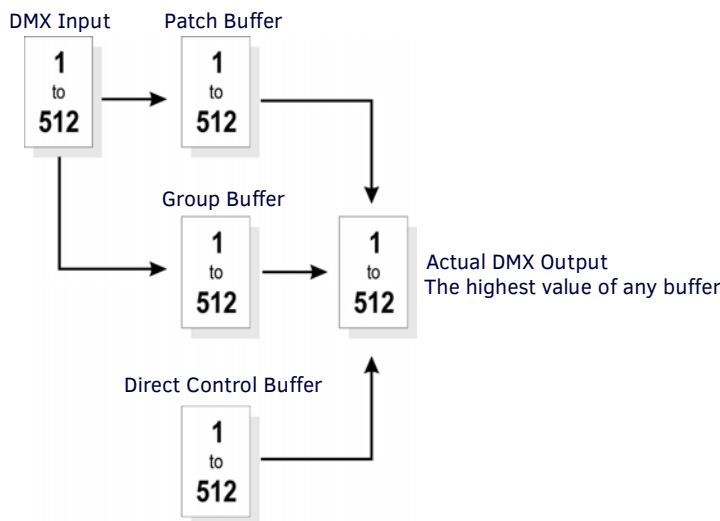 DMX Input
Patch Buffer
1
to
512
1
to
512
Group Buffer
1
to
512
1
to
512
Actual DMX Output
The highest value of any buffer
Direct Control Buffer
1
to
512